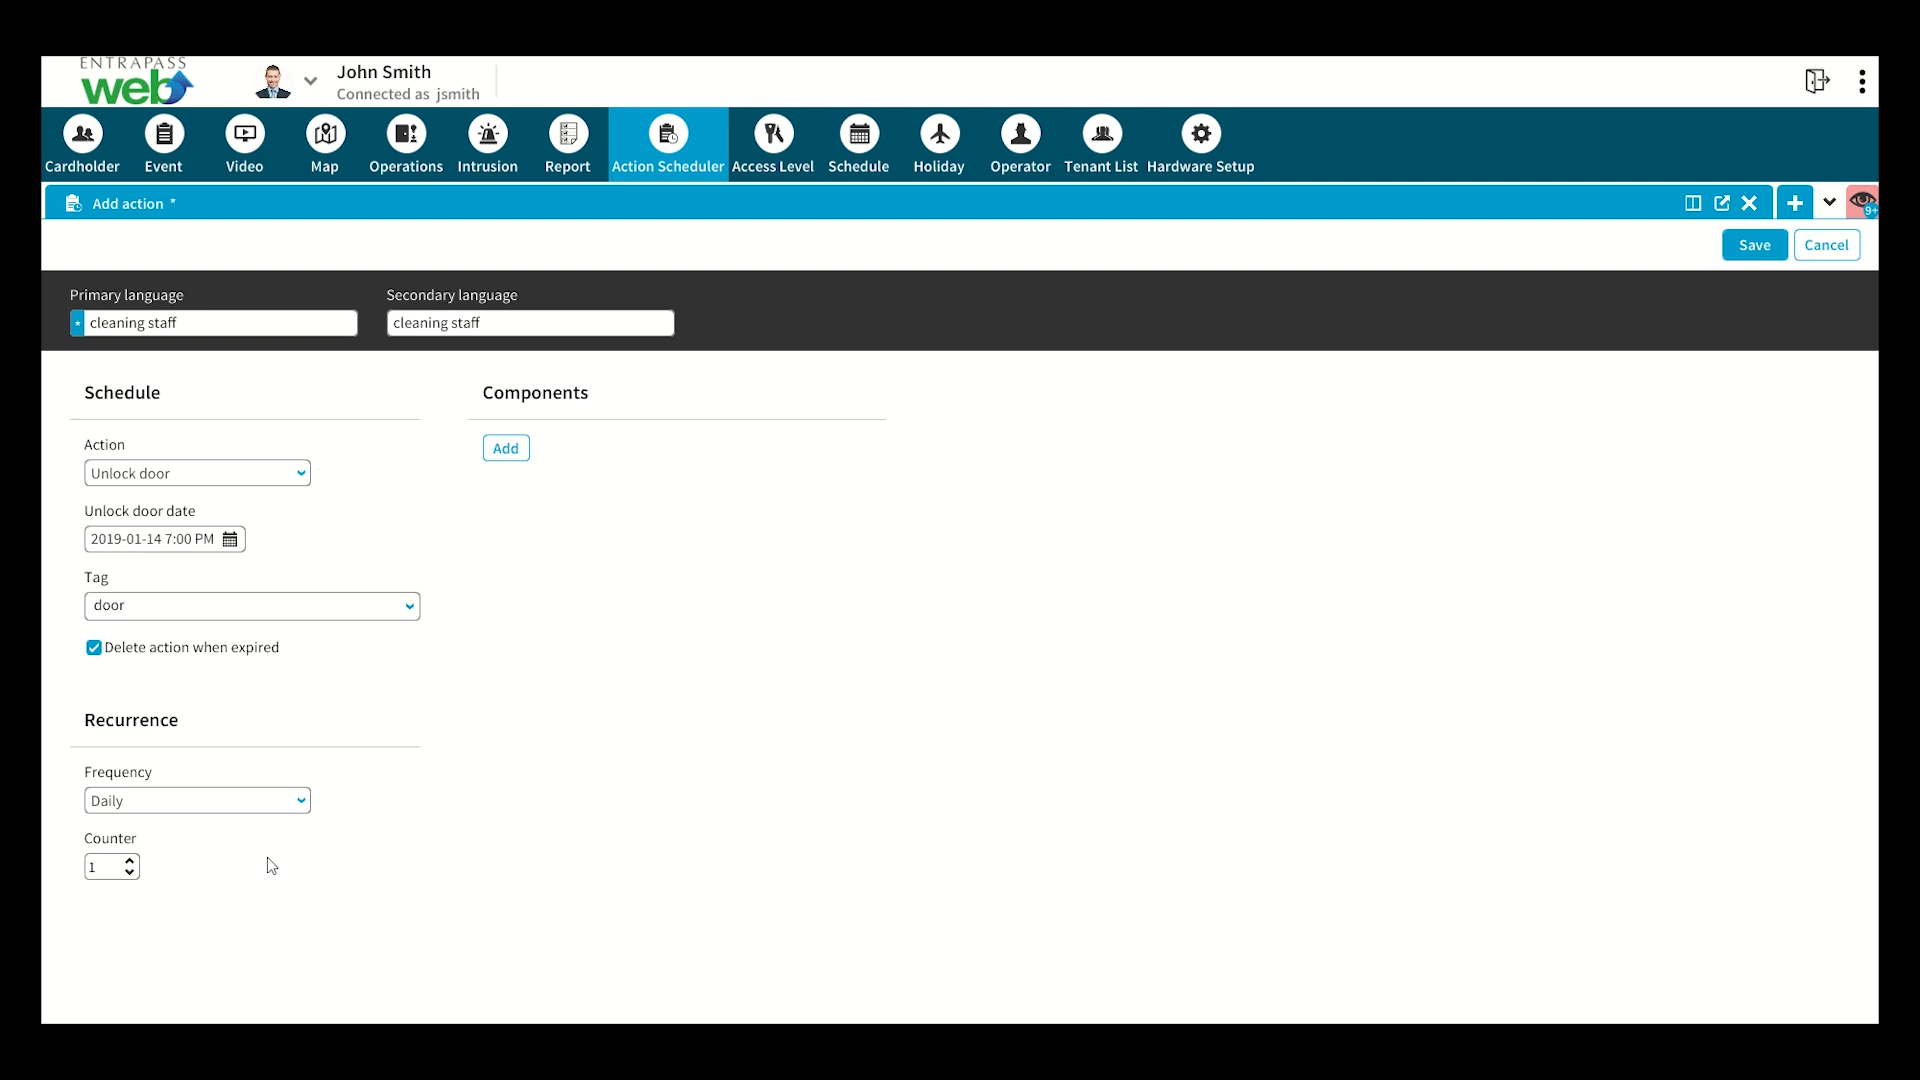 ENTRAPASS
web
John Smith
Connected as jsmith
Cardholder
Event
Video
Map
Operations
Intrusion
Report
Action Scheduler
Access Level
Schedule
Holiday
Operator
Tenant List
Hardware Setup
Add action *
9+
Save
Cancel
Primary language
Secondary language
* cleaning staff
cleaning staff
Schedule
Components
Action
Add
Unlock door
Unlock door date
2019-01-14 7:00 PM
Tag
door
Delete action when expired
Recurrence
Frequency
Daily
Counter
1